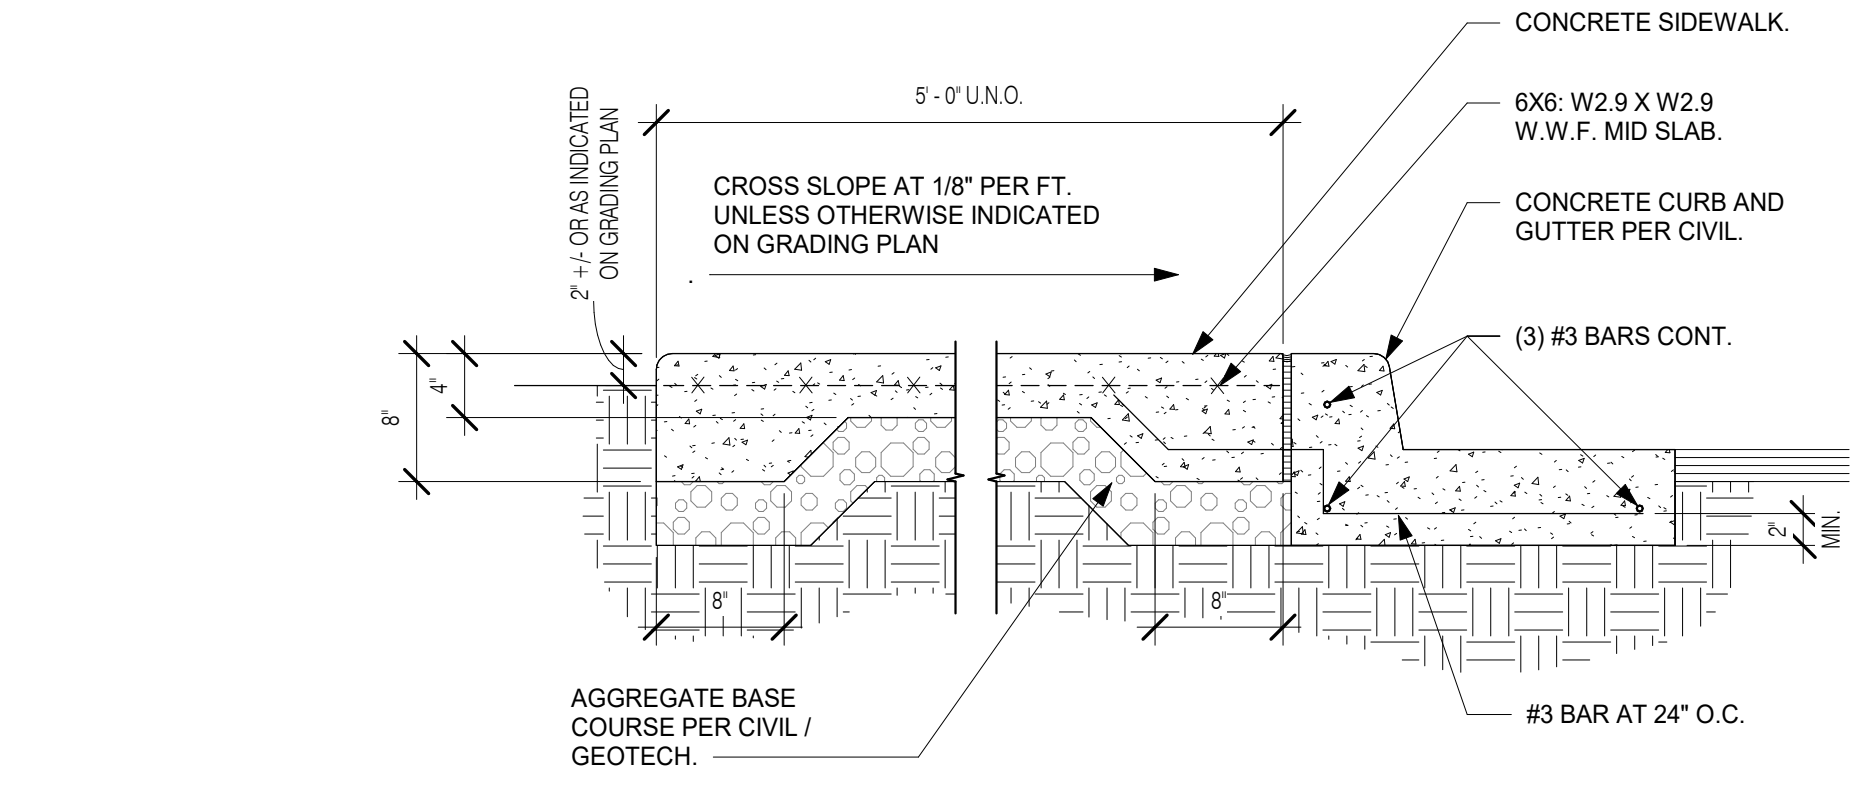 CONCRETE SIDEWALK.
6X6: W2.9 X W2.9
W.W.F. MID SLAB.
5' - 0" U.N.O.
2" +/- OR AS INDICATED
ON GRADING PLAN
CROSS SLOPE AT 1/8" PER FT.
UNLESS OTHERWISE INDICATED
ON GRADING PLAN
.
CONCRETE CURB AND
GUTTER PER CIVIL.
(3) #3 BARS CONT.
4"
8"
2"
MIN.
8"
8"
AGGREGATE BASE
COURSE PER CIVIL /
GEOTECH.
#3 BAR AT 24" O.C.